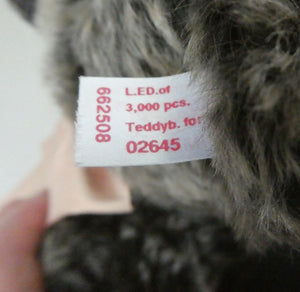 662508
L.ED.of
3,000 pcs.
Teddyb. for
02645